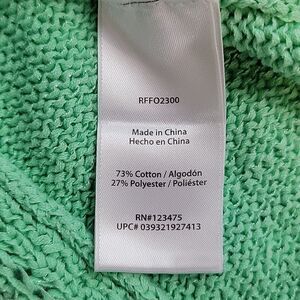 RFFO2300
Made in China
Hecho en China
73% Cotton / Algodón
27% Polyester / Poliéster
RN#123475
UPC# 039321927413